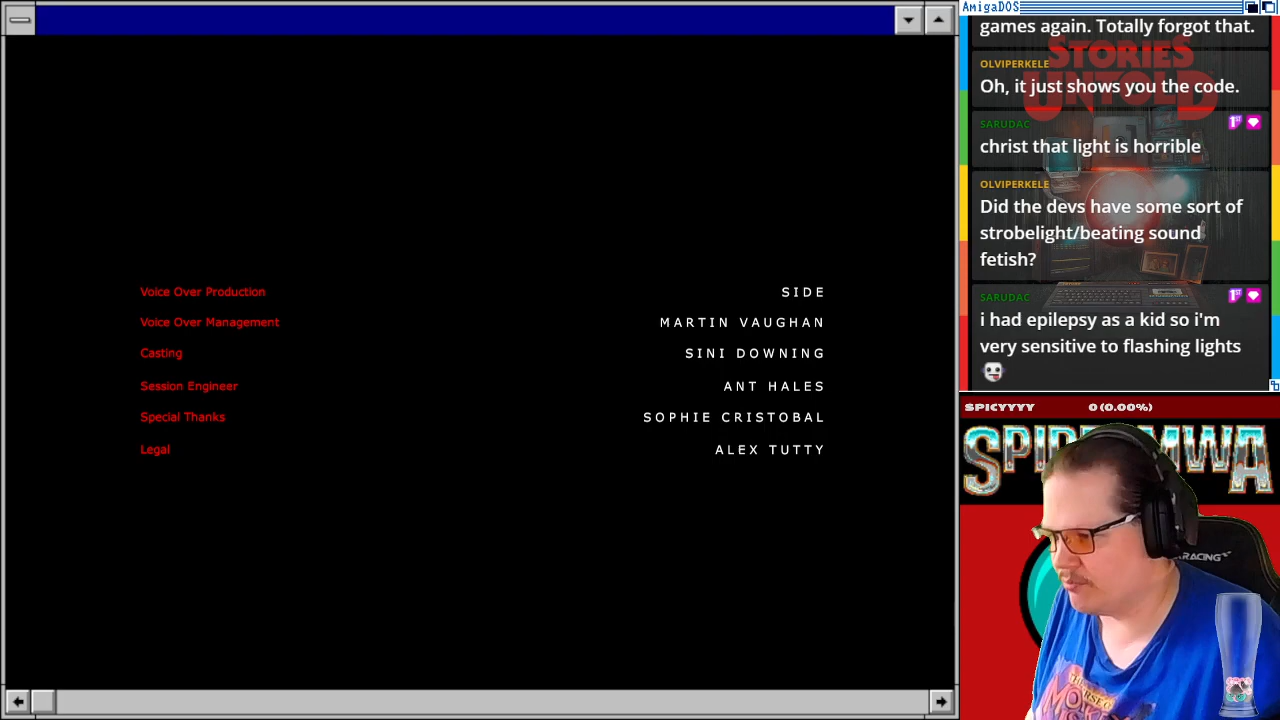 AmigaDOS
games again. Totally forgot that.
STORIES
UNTOLD
OLVIPERKELE
Oh, it just shows you the code.
SARUDAC
christ that light is horrible
OLVIPERKELE
Did the devs have some sort of
strobelight/beating sound
fetish?
SARUDAC
i had epilepsy as a kid so i'm
very sensitive to flashing lights
Voice Over Production SIDE
Voice Over Management MARTIN VAUGHAN
Casting SINI DOWNING
Session Engineer ANT HALES
Special Thanks SOPHIE CRISTOBAL
Legal ALEX TUTTY
SPICYYYY 0 (0.00%)
RACING